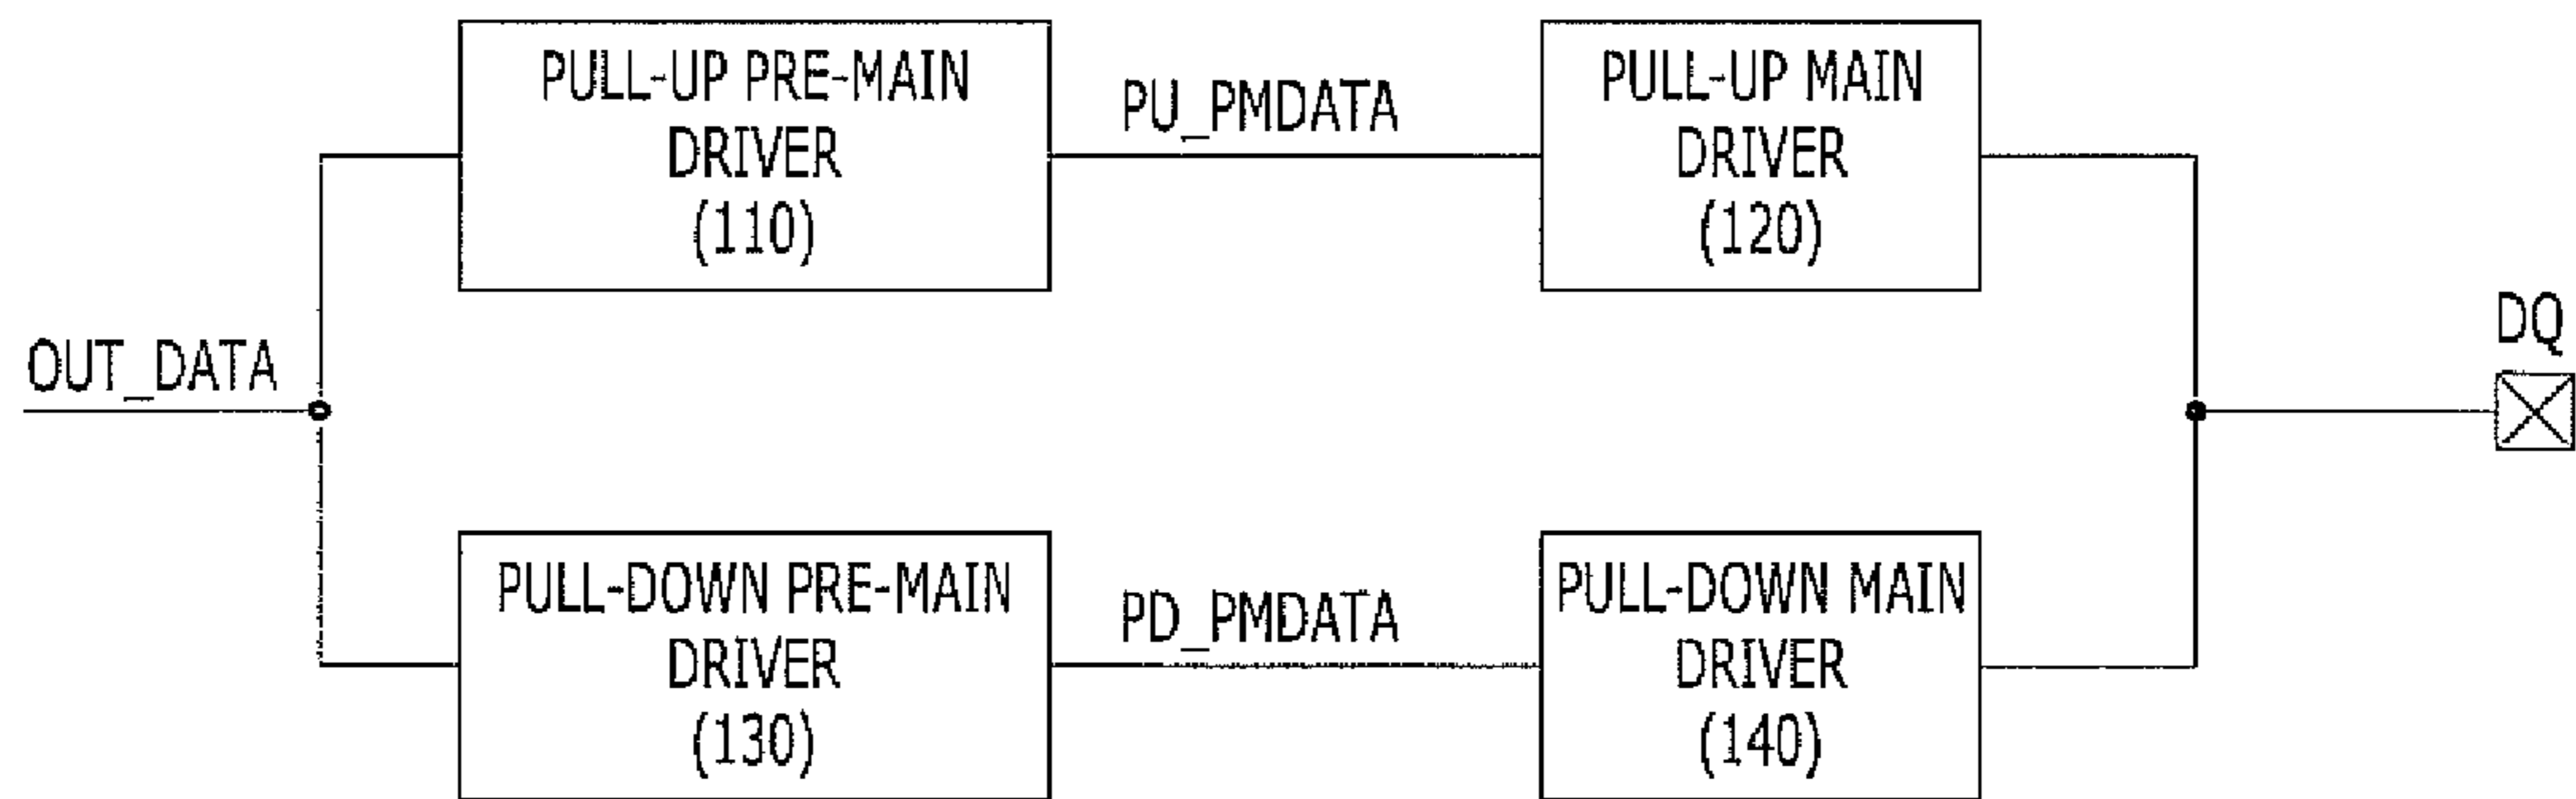 PULL-UP PRE-MAIN
DRIVER
(110)
PU_PMDATA
PULL-UP MAIN
DRIVER
(120)
OUT_DATA
DQ
PULL-DOWN PRE-MAIN
DRIVER
(130)
PD_PMDATA
PULL-DOWN MAIN
DRIVER
(140)